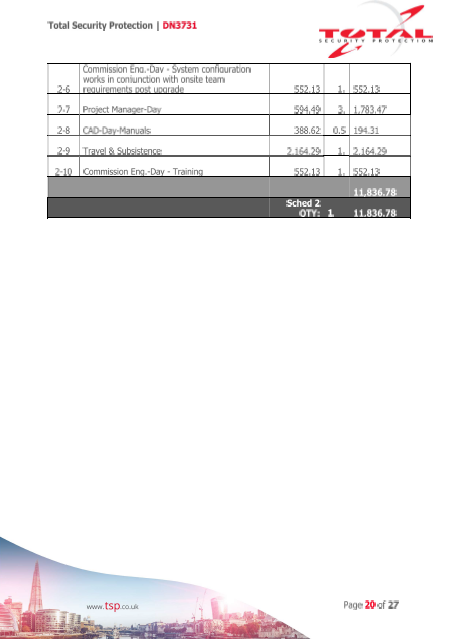 Total Security Protection | DN3731
TOTAL
SECURITY PROTECTION
Commission Eng.-Day - System configuration
works in conjunction with onsite team
2-6 requirements post upgrade 552.13 1. 552.13
2-7 Project Manager-Day 594.49 3. 1,783.47
2-8 CAD-Day-Manuals 388.62 0.5 194.31
2-9 Travel & Subsistence 2,164.29 1. 2,164.29
2-10 Commission Eng.-Day - Training 552.13 1. 552.13
11,836.78
Sched 2
QTY: 1. 11,836.78
www.tsp.co.uk
Page 20 of 27